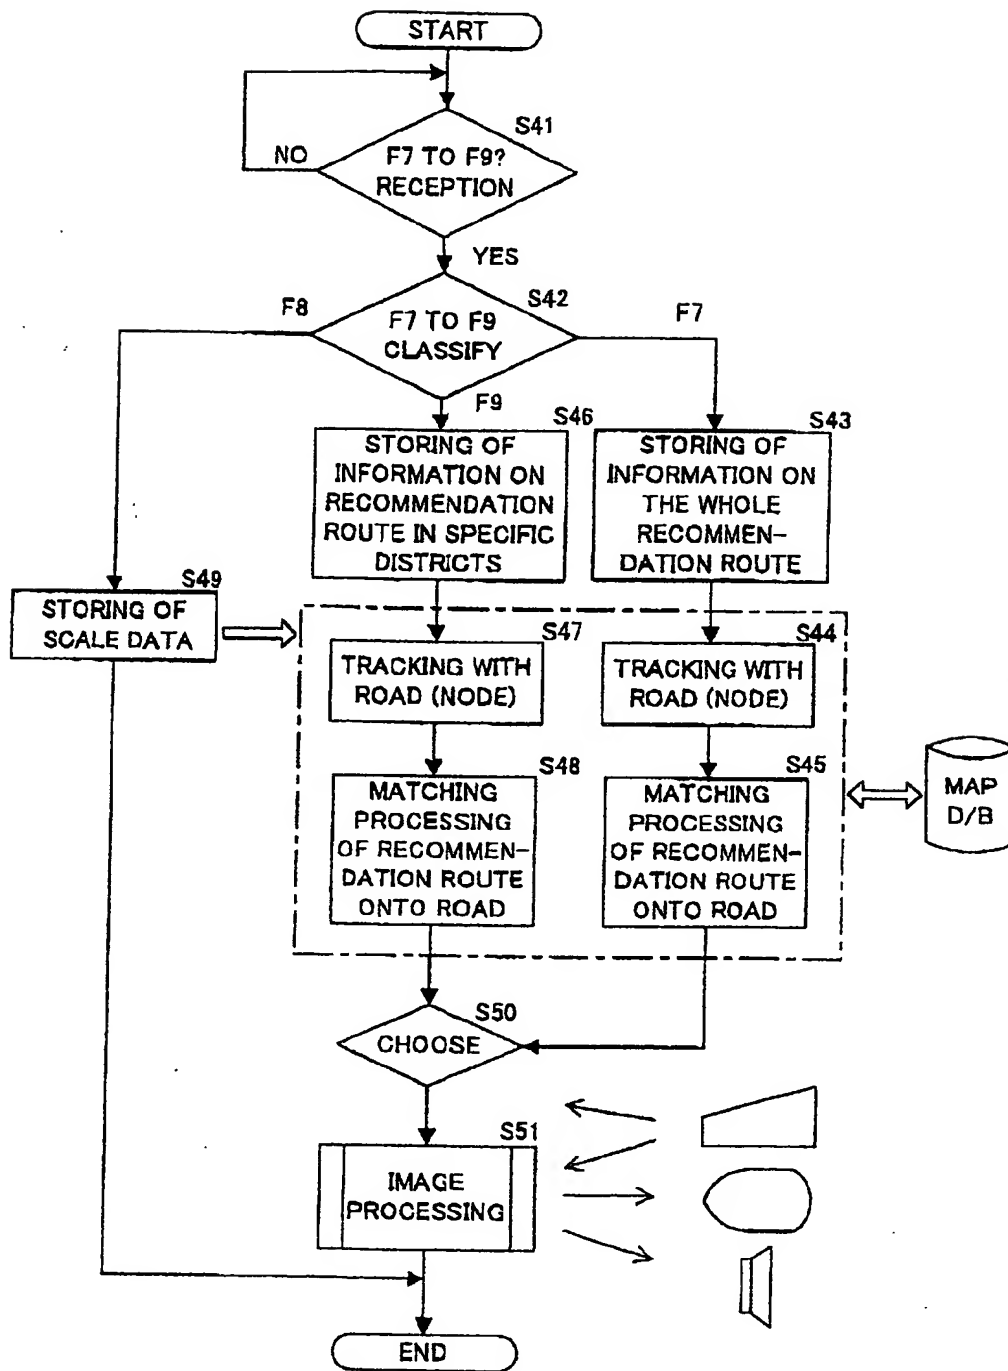 START
S41
NO
F7 TO F9?
RECEPTION
YES
F8
S42
F7
F7 TO F9
CLASSIFY
F9
S46
S43
STORING OF
INFORMATION ON
RECOMMENDATION
ROUTE IN SPECIFIC
DISTRICTS
STORING OF
INFORMATION ON
THE WHOLE
RECOMMEN-
DATION ROUTE
S49
STORING OF
SCALE DATA
S47
TRACKING WITH
ROAD (NODE)
S44
TRACKING WITH
ROAD (NODE)
S48
MATCHING
PROCESSING
OF RECOMMEN-
DATION ROUTE
ONTO ROAD
S45
MATCHING
PROCESSING
OF RECOMMEN-
DATION ROUTE
ONTO ROAD
MAP
D/B
S50
CHOOSE
S51
IMAGE
PROCESSING
END